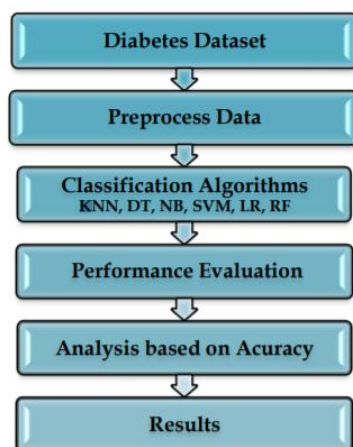 Diabetes Dataset
Preprocess Data
Classification Algorithms
KNN, DT, NB, SVM, LR, RF
Performance Evaluation
Analysis based on Acuracy
Results